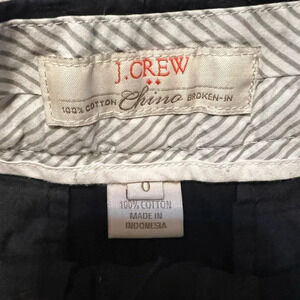 J.CREW
100% COTTON Chino BROKEN-IN
0
100% COTTON
MADE IN
INDONESIA